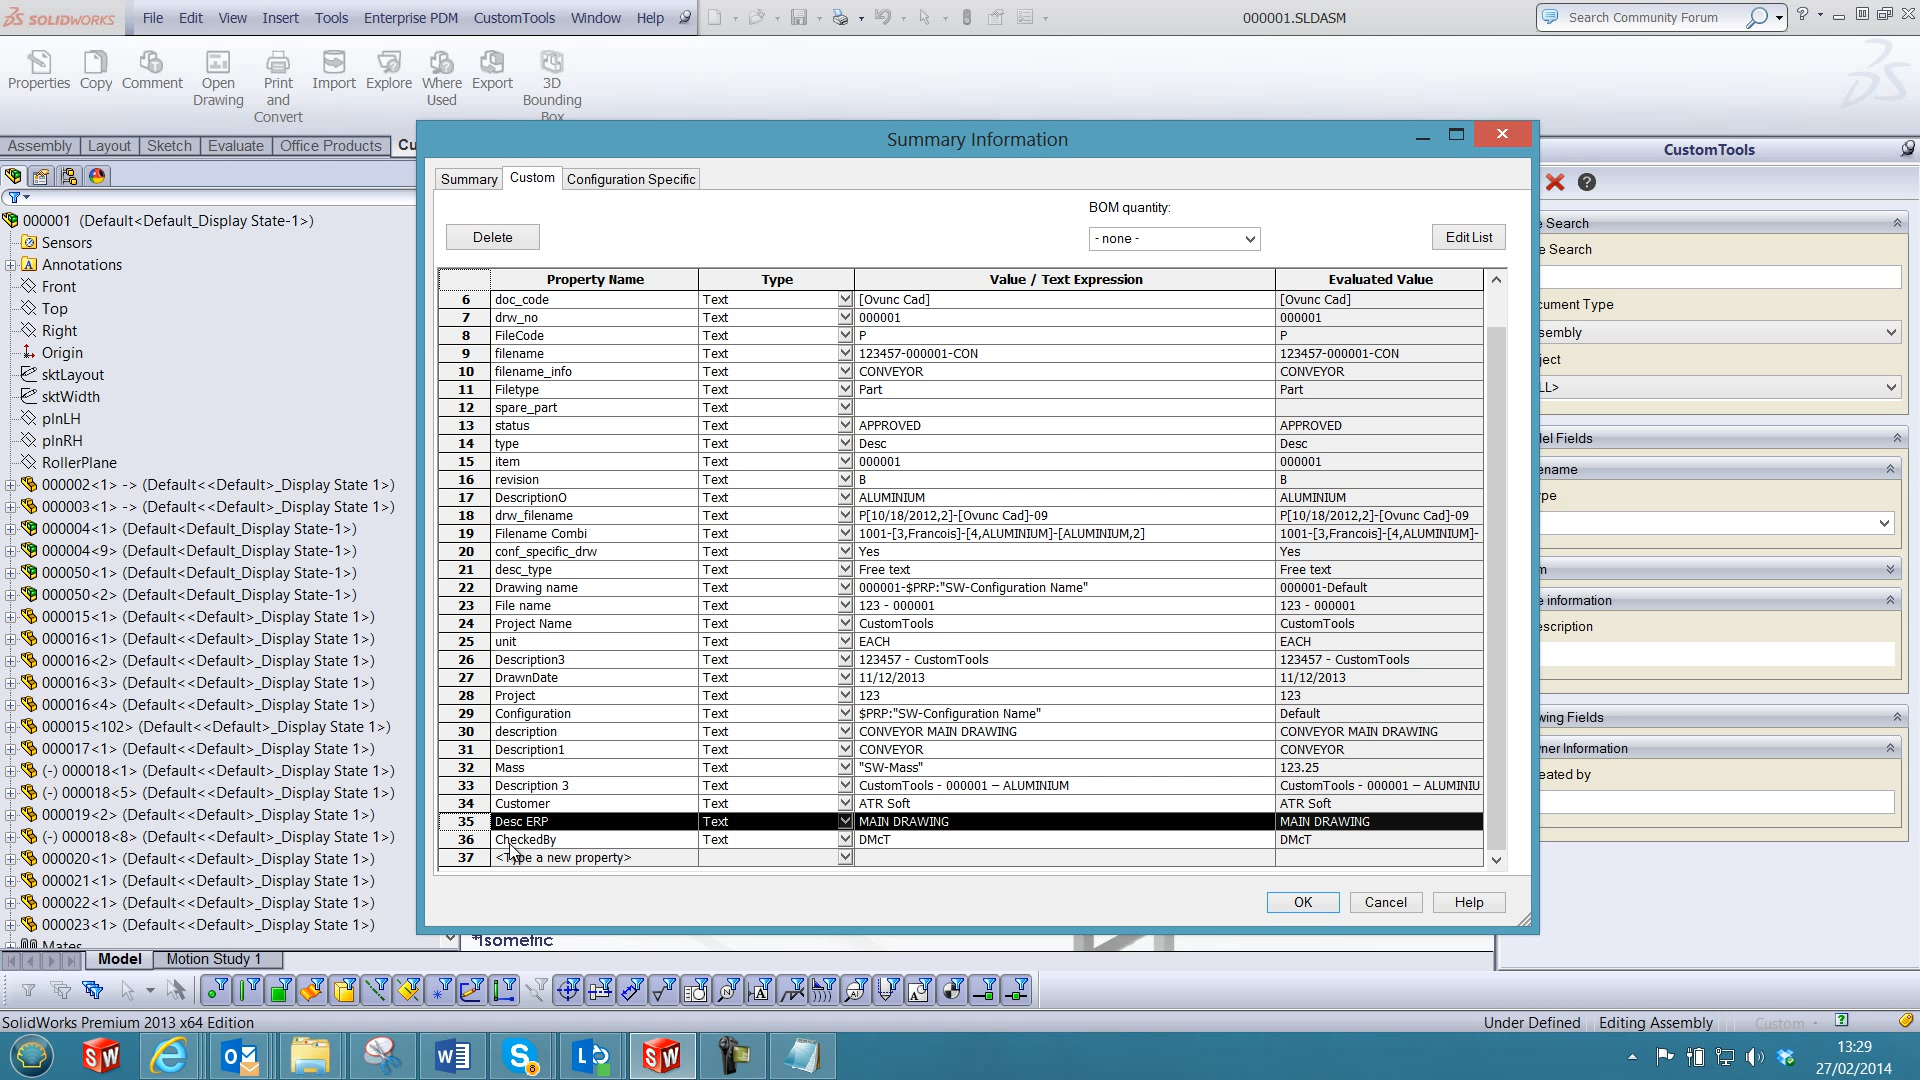 SOLIDWORKS File Edit View Insert Tools Enterprise PDM CustomTools Window Help 000001.SLDASM Search Community Forum
Properties Copy Comment Open Drawing Print and Convert Import Explore Where Used Export 3D Bounding Box
Assembly Layout Sketch Evaluate Office Products Cu
Summary Information
CustomTools
Summary Custom Configuration Specific
BOM quantity:
Delete - none - Edit List
000001 (Default<Default_Display State-1>)
Sensors
Annotations
Front
Top
Right
Origin
sktLayout
sktWidth
plnLH
plnRH
RollerPlane
000002<1> -> (Default<<Default>_Display State 1>)
000003<1> -> (Default<<Default>_Display State 1>)
000004<1> (Default<Default_Display State-1>)
000004<9> (Default<Default_Display State-1>)
000050<1> (Default<Default_Display State-1>)
000050<2> (Default<Default_Display State-1>)
000015<1> (Default<<Default>_Display State 1>)
000016<1> (Default<<Default>_Display State 1>)
000016<2> (Default<<Default>_Display State 1>)
000016<3> (Default<<Default>_Display State 1>)
000016<4> (Default<<Default>_Display State 1>)
000015<102> (Default<<Default>_Display State 1>)
000017<1> (Default<<Default>_Display State 1>)
(-) 000018<1> (Default<<Default>_Display State 1>)
(-) 000018<5> (Default<<Default>_Display State 1>)
000019<2> (Default<<Default>_Display State 1>)
(-) 000018<8> (Default<<Default>_Display State 1>)
000020<1> (Default<<Default>_Display State 1>)
000021<1> (Default<<Default>_Display State 1>)
000022<1> (Default<<Default>_Display State 1>)
000023<1> (Default<<Default>_Display State 1>)
Mates
Property Name Type Value / Text Expression Evaluated Value
6 doc_code Text [Ovunc Cad] [Ovunc Cad]
7 drw_no Text 000001 000001
8 FileCode Text P P
9 filename Text 123457-000001-CON 123457-000001-CON
10 filename_info Text CONVEYOR CONVEYOR
11 Filetype Text Part Part
12 spare_part Text
13 status Text APPROVED APPROVED
14 type Text Desc Desc
15 item Text 000001 000001
16 revision Text B B
17 DescriptionO Text ALUMINIUM ALUMINIUM
18 drw_filename Text P[10/18/2012,2]-[Ovunc Cad]-09 P[10/18/2012,2]-[Ovunc Cad]-09
19 Filename Combi Text 1001-[3,Francois]-[4,ALUMINIUM]-[ALUMINIUM,2] 1001-[3,Francois]-[4,ALUMINIUM]-
20 conf_specific_drw Text Yes Yes
21 desc_type Text Free text Free text
22 Drawing name Text 000001-$PRP:"SW-Configuration Name" 000001-Default
23 File name Text 123 - 000001 123 - 000001
24 Project Name Text CustomTools CustomTools
25 unit Text EACH EACH
26 Description3 Text 123457 - CustomTools 123457 - CustomTools
27 DrawnDate Text 11/12/2013 11/12/2013
28 Project Text 123 123
29 Configuration Text $PRP:"SW-Configuration Name" Default
30 description Text CONVEYOR MAIN DRAWING CONVEYOR MAIN DRAWING
31 Description1 Text CONVEYOR CONVEYOR
32 Mass Text "SW-Mass" 123.25
33 Description 3 Text CustomTools - 000001 – ALUMINIUM CustomTools - 000001 – ALUMINIU
34 Customer Text ATR Soft ATR Soft
35 Desc ERP Text MAIN DRAWING MAIN DRAWING
36 CheckedBy Text DMcT DMcT
37 <Type a new property>
OK Cancel Help
e Search
e Search
cument Type
sembly
ject
LL>
el Fields
ename
pe
m
e information
escription
wing Fields
ner Information
eated by
*Isometric
Model Motion Study 1
SolidWorks Premium 2013 x64 Edition Under Defined Editing Assembly Custom
13:29
27/02/2014